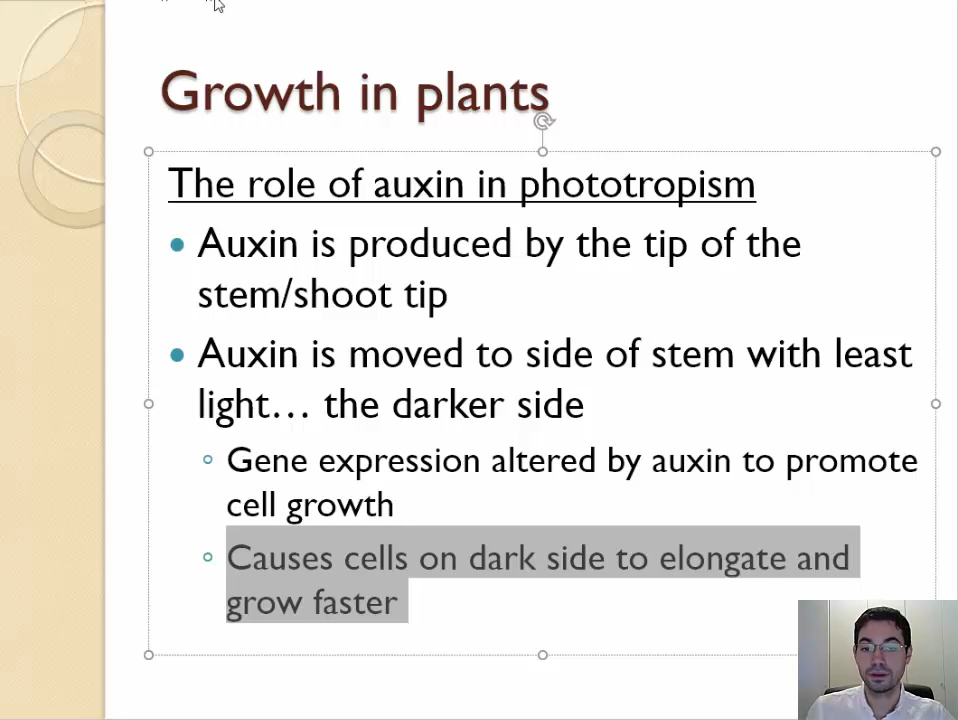 Growth in plants
The role of auxin in phototropism
Auxin is produced by the tip of the
stem/shoot tip
Auxin is moved to side of stem with least
light… the darker side
Gene expression altered by auxin to promote
cell growth
Causes cells on dark side to elongate and
grow faster